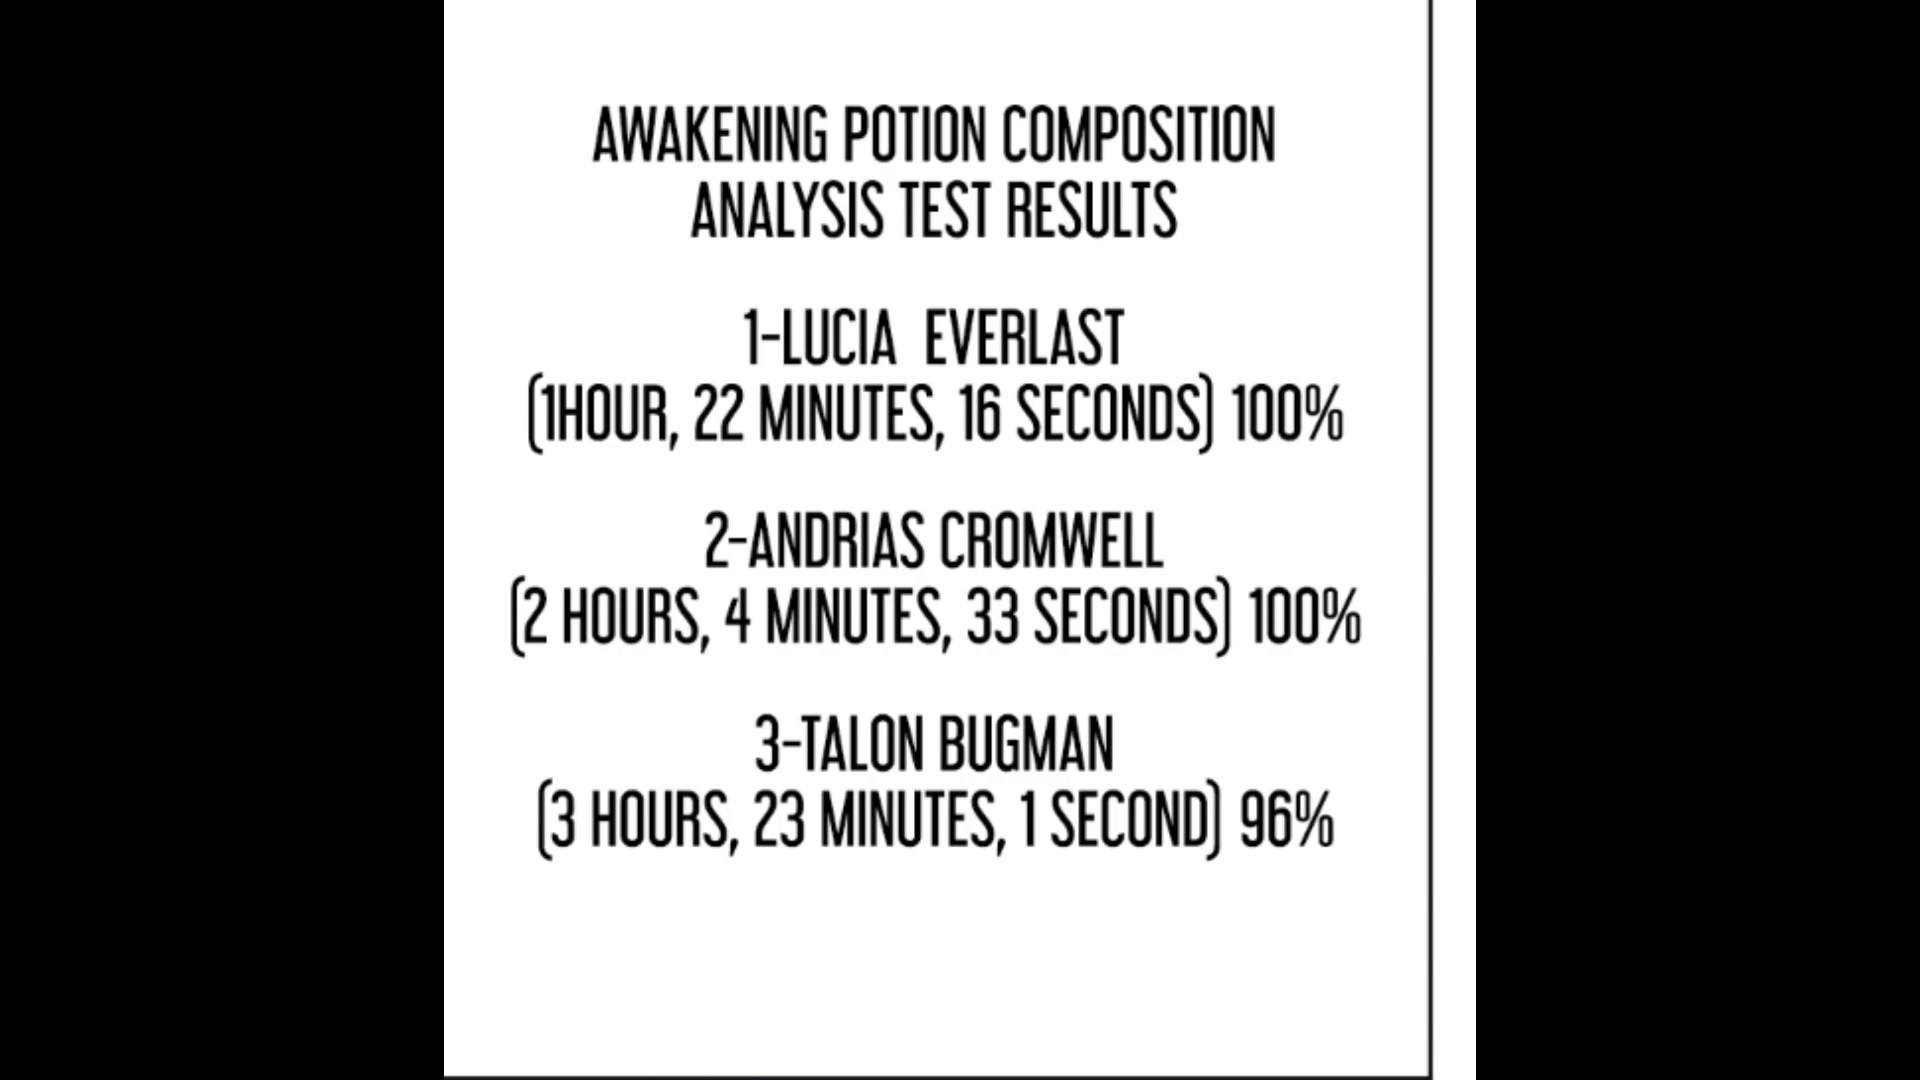 AWAKENING POTION COMPOSITION
ANALYSIS TEST RESULTS
1-LUCIA EVERLAST
(1HOUR, 22 MINUTES, 16 SECONDS) 100%
2-ANDRIAS CROMWELL
(2 HOURS, 4 MINUTES, 33 SECONDS) 100%
3-TALON BUGMAN
(3 HOURS, 23 MINUTES, 1 SECOND) 96%